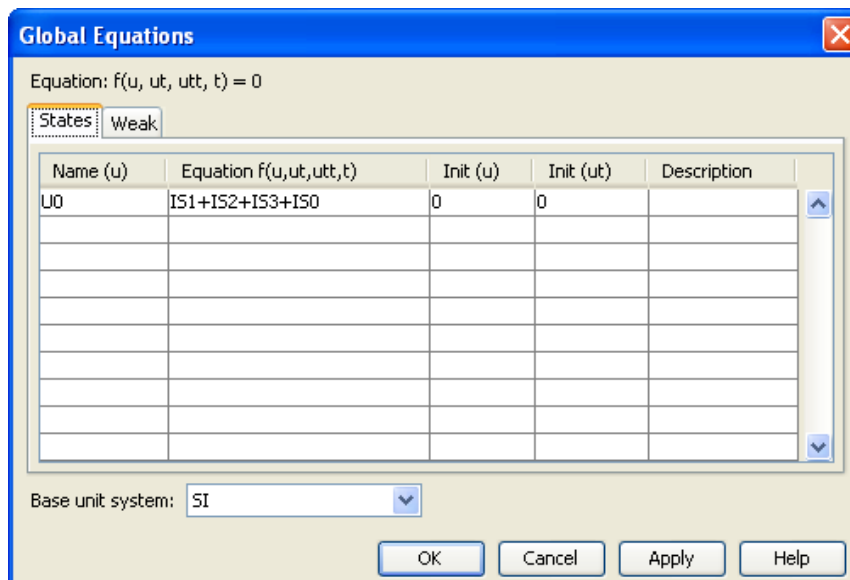 Global Equations
Equation: f(u, ut, utt, t) = 0
States Weak
Name (u) Equation f(u,ut,utt,t) Init (u) Init (ut) Description
U0 IS1+IS2+IS3+IS0 0 0
Base unit system: SI
OK Cancel Apply Help